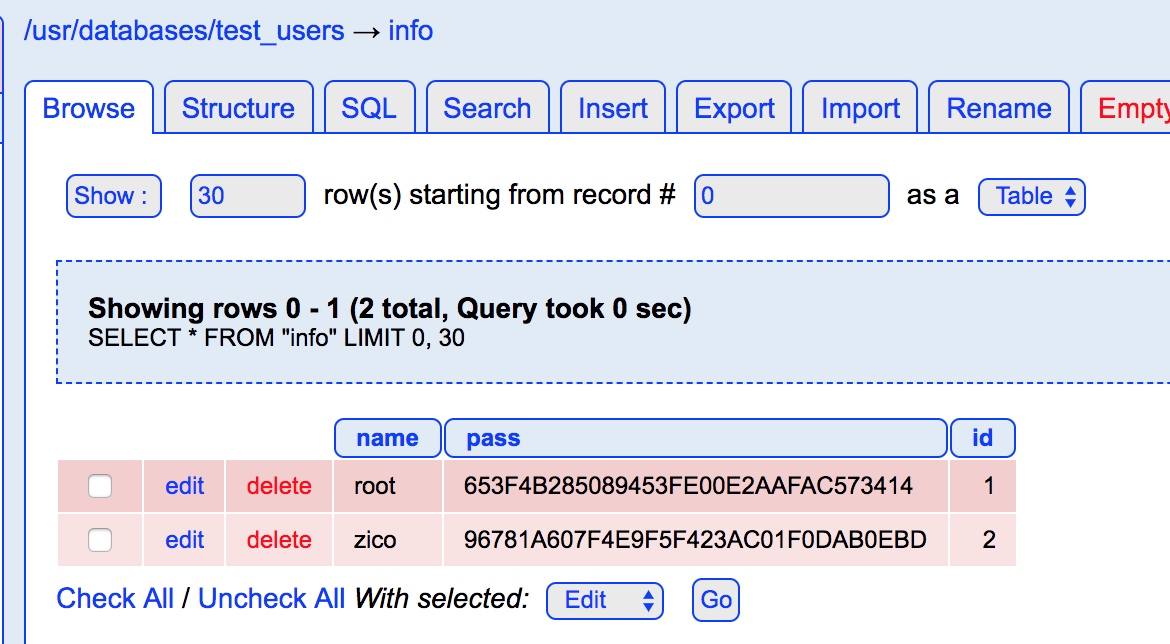 /usr/databases/test_users → info
Browse Structure SQL Search Insert Export Import Rename Empty
Show : 30 row(s) starting from record # 0 as a Table
Showing rows 0 - 1 (2 total, Query took 0 sec)
SELECT * FROM "info" LIMIT 0, 30
name pass id
edit delete root 653F4B285089453FE00E2AAFAC573414 1
edit delete zico 96781A607F4E9F5F423AC01F0DAB0EBD 2
Check All / Uncheck All With selected: Edit Go